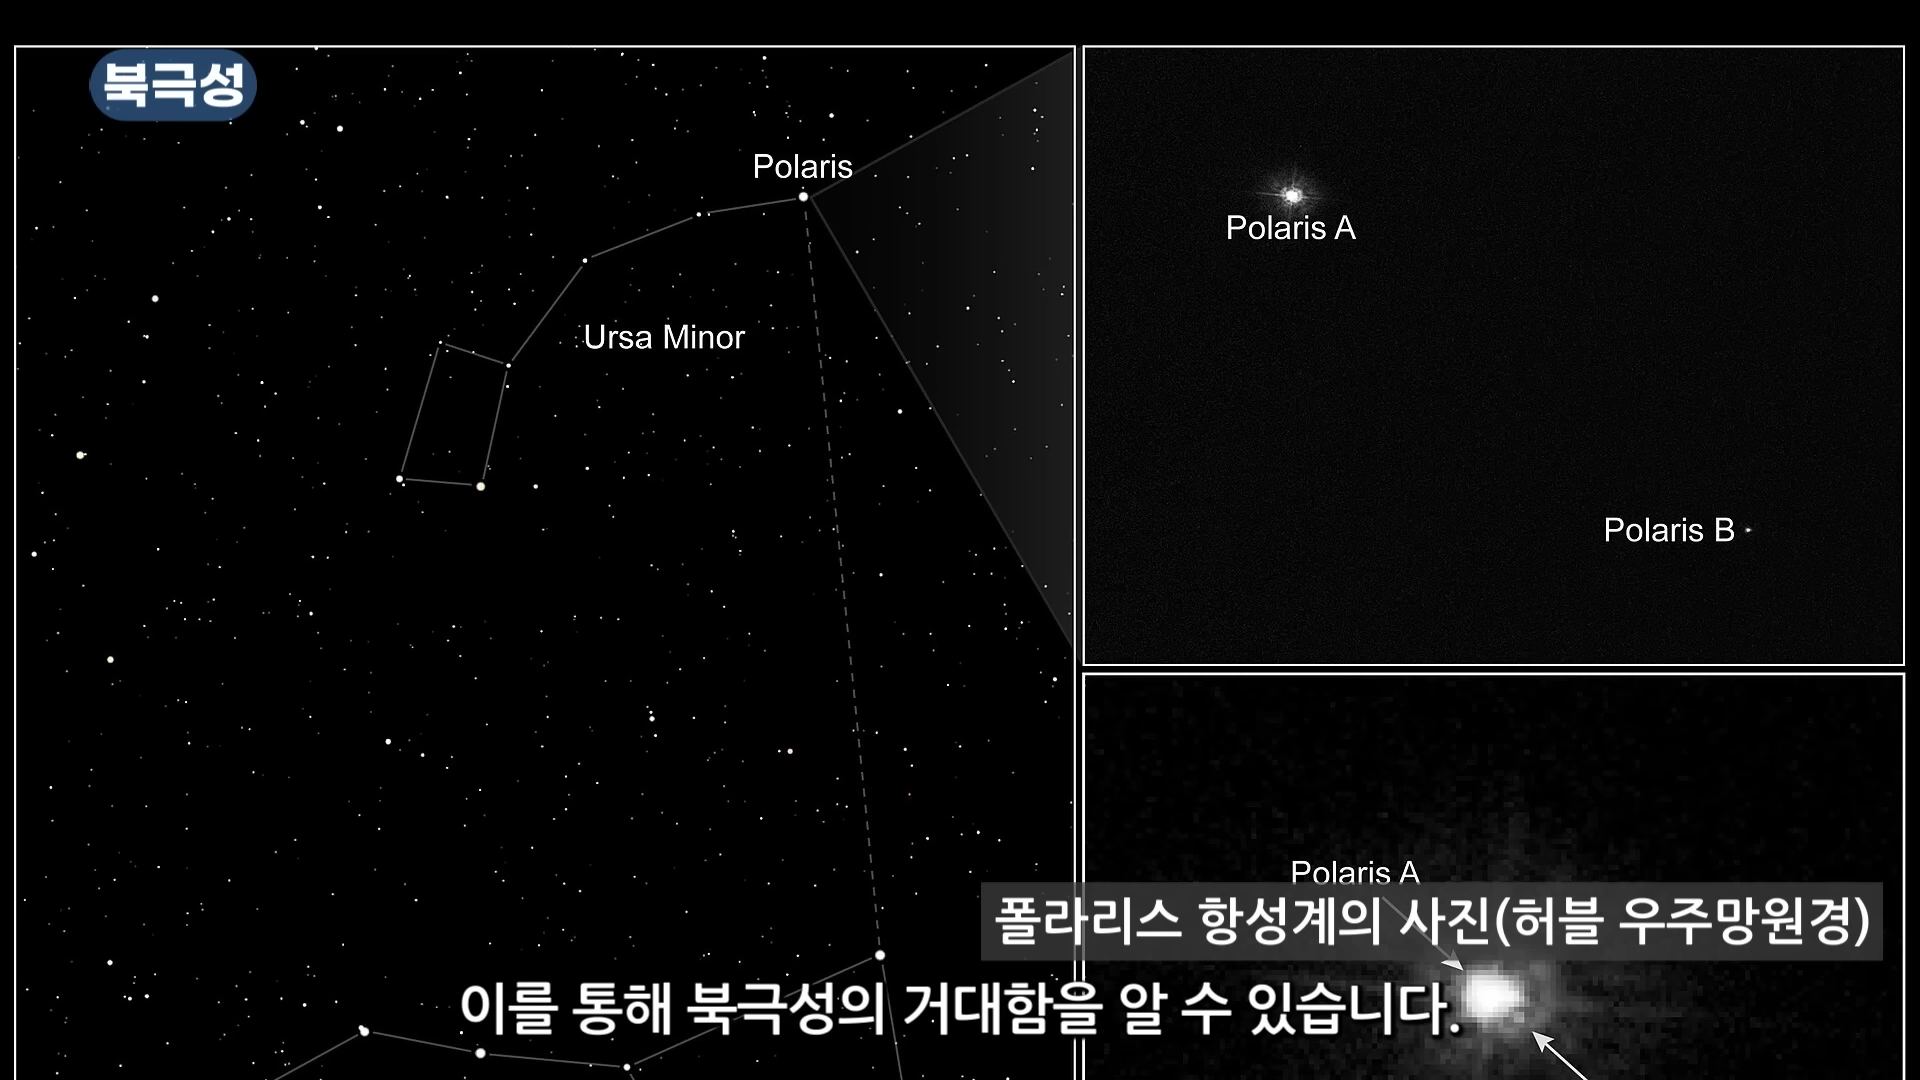 북극성
Polaris
Ursa Minor
Polaris A
Polaris B
Polaris A
폴라리스 항성계의 사진(허블 우주망원경)
이를 통해 북극성의 거대함을 알 수 있습니다.